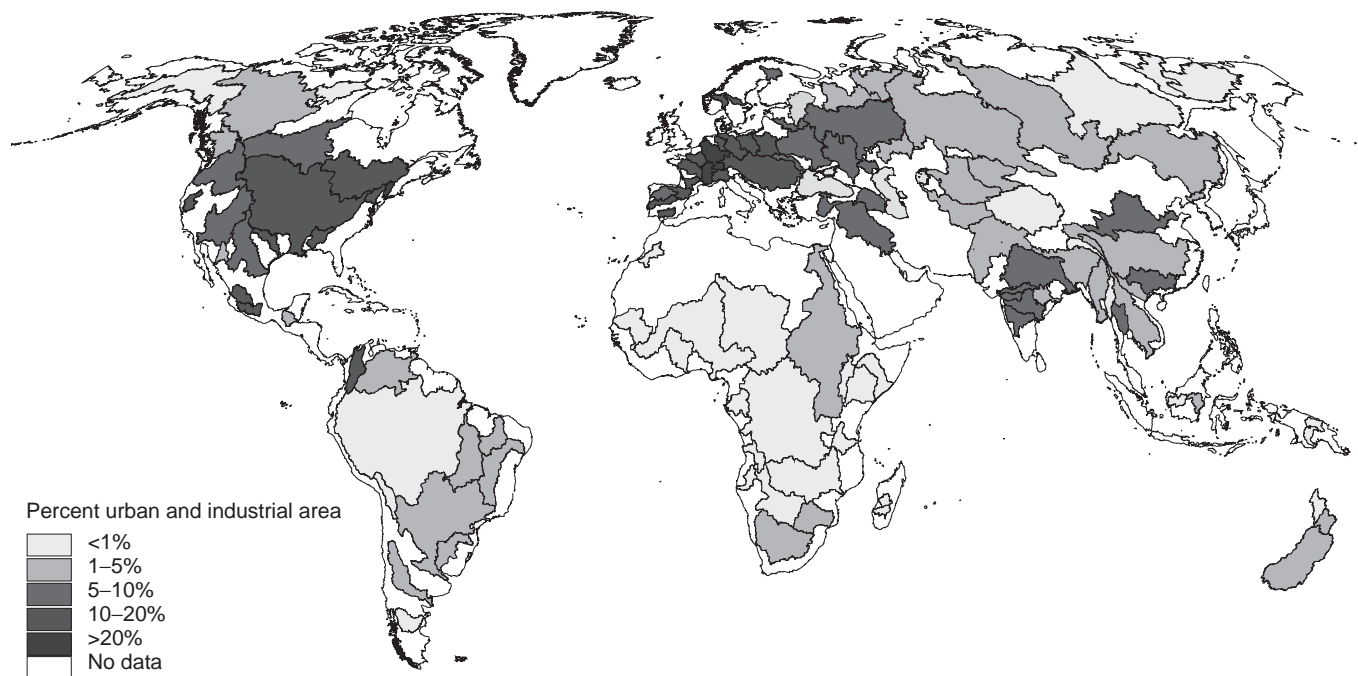 Percent urban and industrial area
<1%
1–5%
5–10%
10–20%
>20%
No data